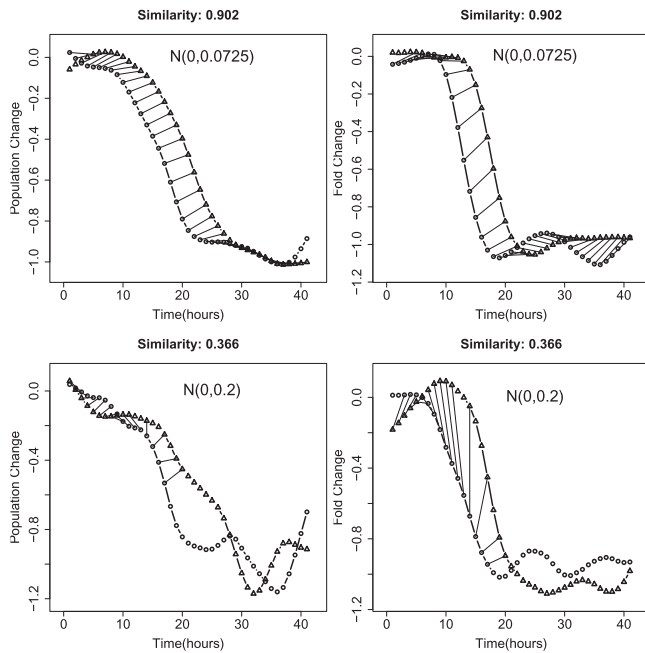 Similarity: 0.902
N(0,0.0725)
Population Change
0.0
−0.2
−0.4
−0.6
−0.8
−1.0
0 10 20 30 40
Time(hours)
Similarity: 0.902
N(0,0.0725)
Fold Change
0.0
−0.2
−0.4
−0.6
−0.8
−1.0
−1.2
0 10 20 30 40
Time(hours)
Similarity: 0.366
N(0,0.2)
Population Change
0.0
−0.4
−0.8
−1.2
0 10 20 30 40
Time(hours)
Similarity: 0.366
N(0,0.2)
Fold Change
0.0
−0.4
−0.8
−1.2
0 10 20 30 40
Time(hours)